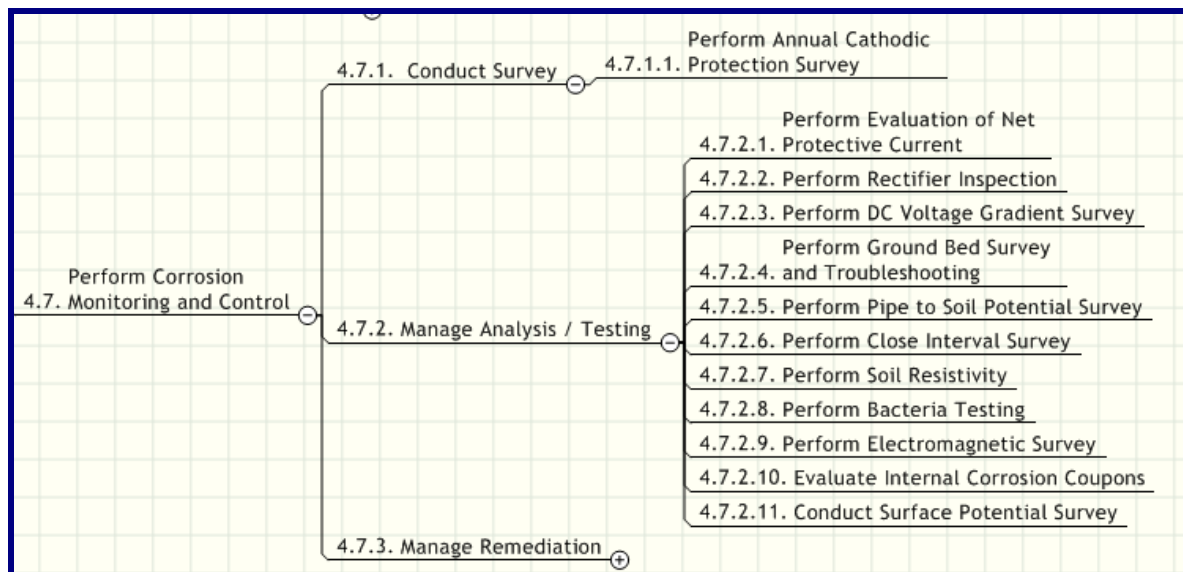 Perform Annual Cathodic
4.7.1. Conduct Survey
4.7.1.1. Protection Survey
Perform Evaluation of Net
4.7.2.1. Protective Current
4.7.2.2. Perform Rectifier Inspection
4.7.2.3. Perform DC Voltage Gradient Survey
Perform Ground Bed Survey
4.7.2.4. and Troubleshooting
Perform Corrosion
4.7. Monitoring and Control
4.7.2.5. Perform Pipe to Soil Potential Survey
4.7.2. Manage Analysis / Testing
4.7.2.6. Perform Close Interval Survey
4.7.2.7. Perform Soil Resistivity
4.7.2.8. Perform Bacteria Testing
4.7.2.9. Perform Electromagnetic Survey
4.7.2.10. Evaluate Internal Corrosion Coupons
4.7.2.11. Conduct Surface Potential Survey
4.7.3. Manage Remediation